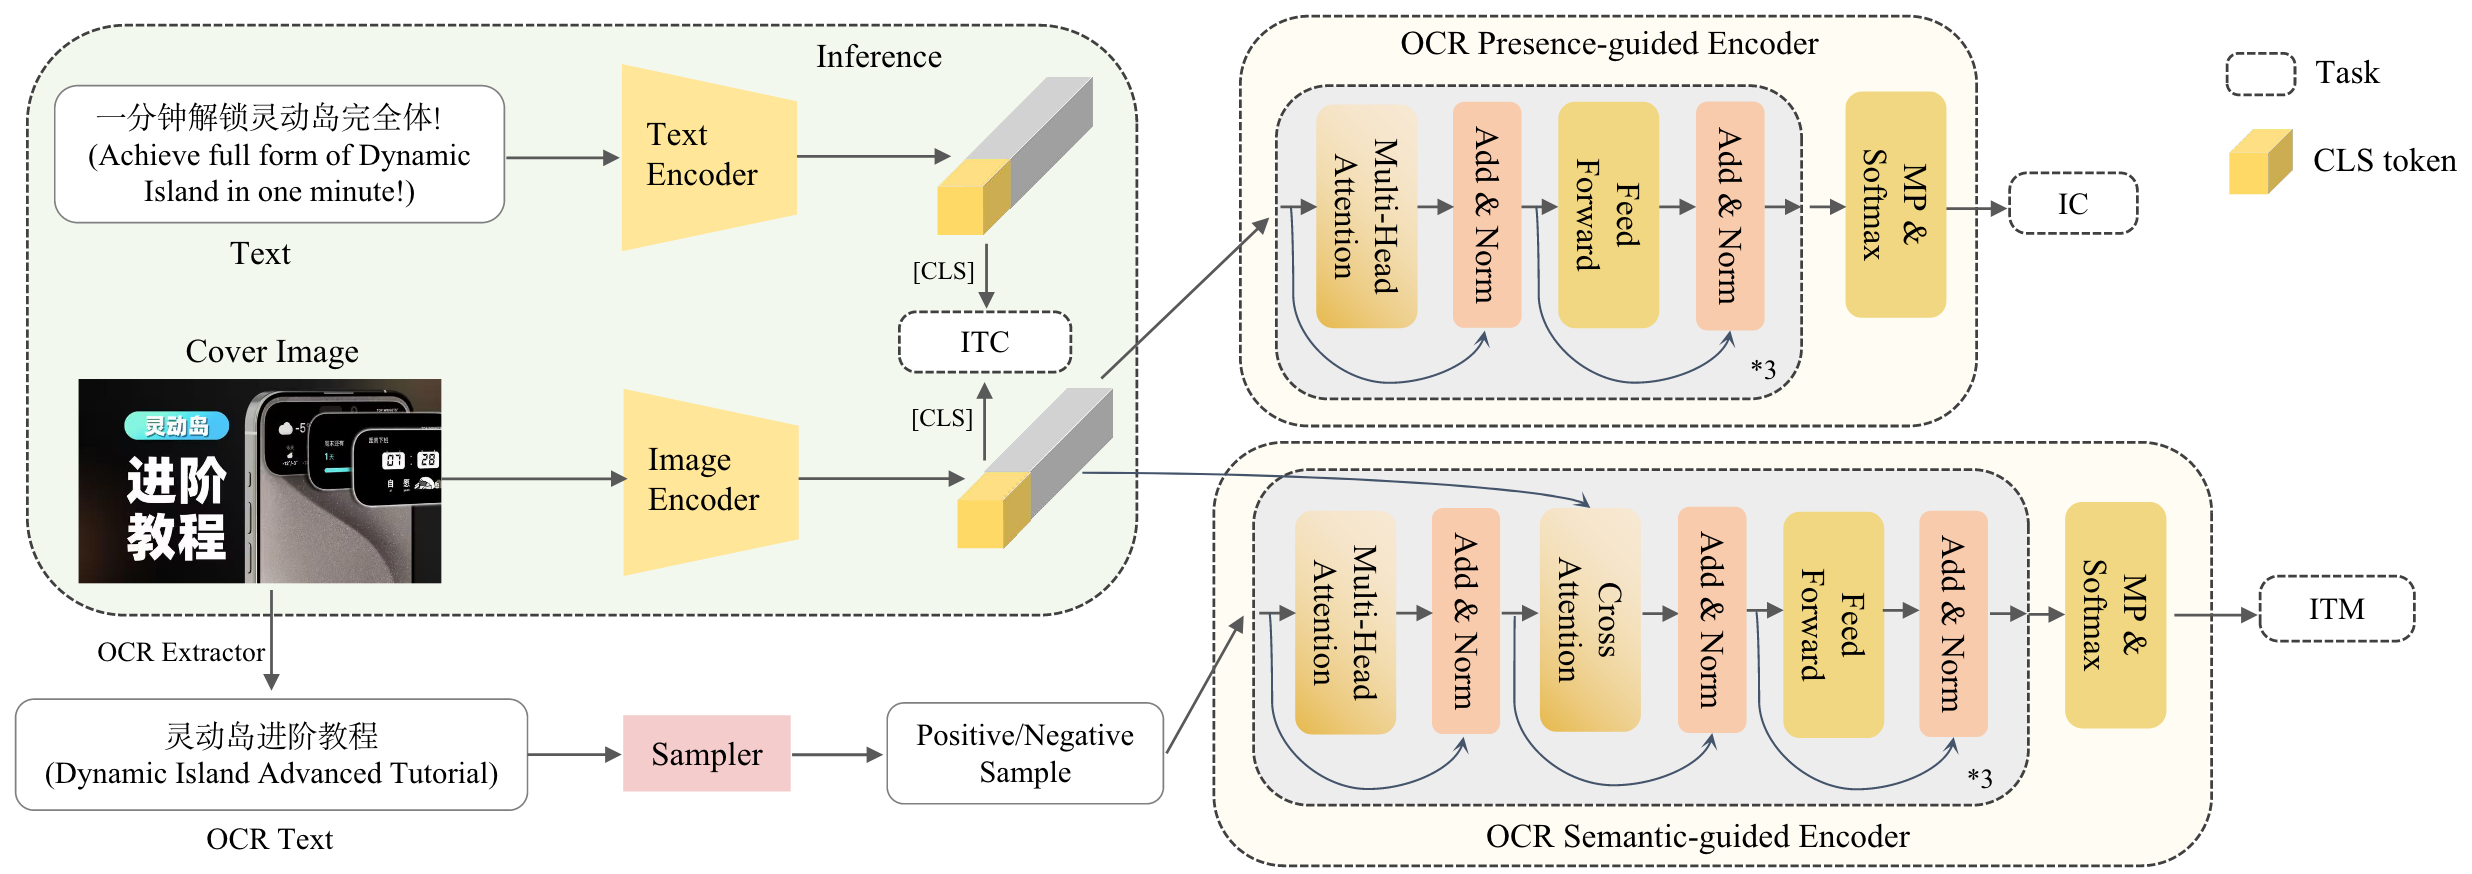 Inference
一分钟解锁灵动岛完全体!
(Achieve full form of Dynamic
Island in one minute!)
Text
Text
Encoder
[CLS]
ITC
[CLS]
Cover Image
灵动岛
进阶
教程
-5
1天
07:28
Image
Encoder
OCR Extractor
灵动岛进阶教程
(Dynamic Island Advanced Tutorial)
OCR Text
Sampler
Positive/Negative
Sample
OCR Presence-guided Encoder
Multi-Head
Attention
Add & Norm
Feed
Forward
Add & Norm
*3
MP &
Softmax
IC
Task
CLS token
Multi-Head
Attention
Add & Norm
Cross
Attention
Add & Norm
Feed
Forward
Add & Norm
*3
MP &
Softmax
ITM
OCR Semantic-guided Encoder